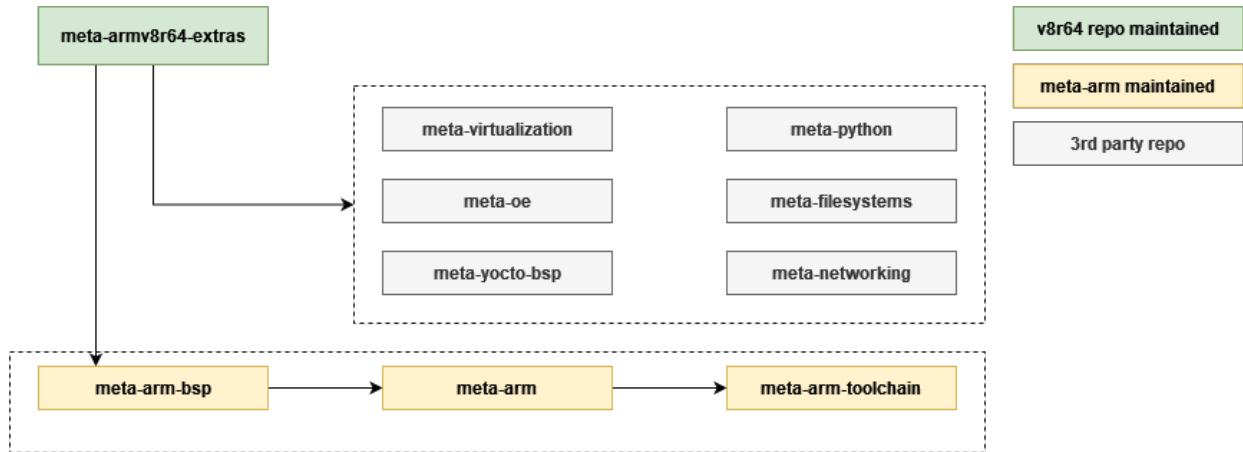 meta-armv8r64-extras
v8r64 repo maintained
meta-arm maintained
3rd party repo
meta-virtualization
meta-python
meta-oe
meta-filesystems
meta-yocto-bsp
meta-networking
meta-arm-bsp
meta-arm
meta-arm-toolchain